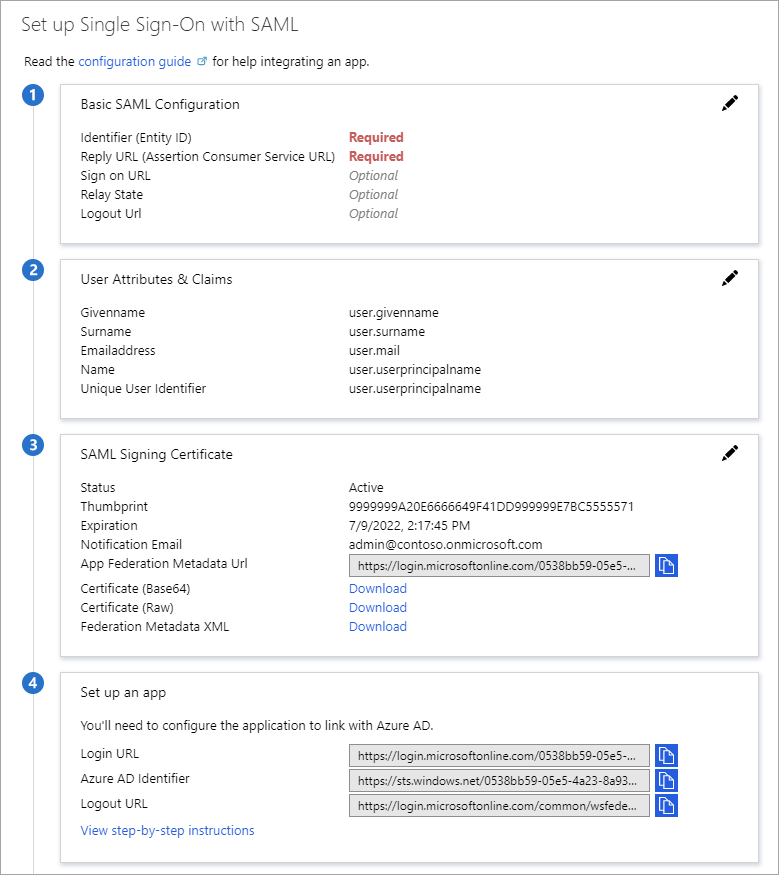 Set up Single Sign-On with SAML
Read the configuration guide for help integrating an app.
1
Basic SAML Configuration
Identifier (Entity ID) Required
Reply URL (Assertion Consumer Service URL) Required
Sign on URL Optional
Relay State Optional
Logout Url Optional
2
User Attributes & Claims
Givenname user.givenname
Surname user.surname
Emailaddress user.mail
Name user.userprincipalname
Unique User Identifier user.userprincipalname
3
SAML Signing Certificate
Status Active
Thumbprint 9999999A20E6666649F41DD999999E7BC5555571
Expiration 7/9/2022, 2:17:45 PM
Notification Email admin@contoso.onmicrosoft.com
App Federation Metadata Url https://login.microsoftonline.com/0538bb59-05e5-...
Certificate (Base64) Download
Certificate (Raw) Download
Federation Metadata XML Download
4
Set up an app
You'll need to configure the application to link with Azure AD.
Login URL https://login.microsoftonline.com/0538bb59-05e5-...
Azure AD Identifier https://sts.windows.net/0538bb59-05e5-4a23-8a93...
Logout URL https://login.microsoftonline.com/common/wsfede...
View step-by-step instructions